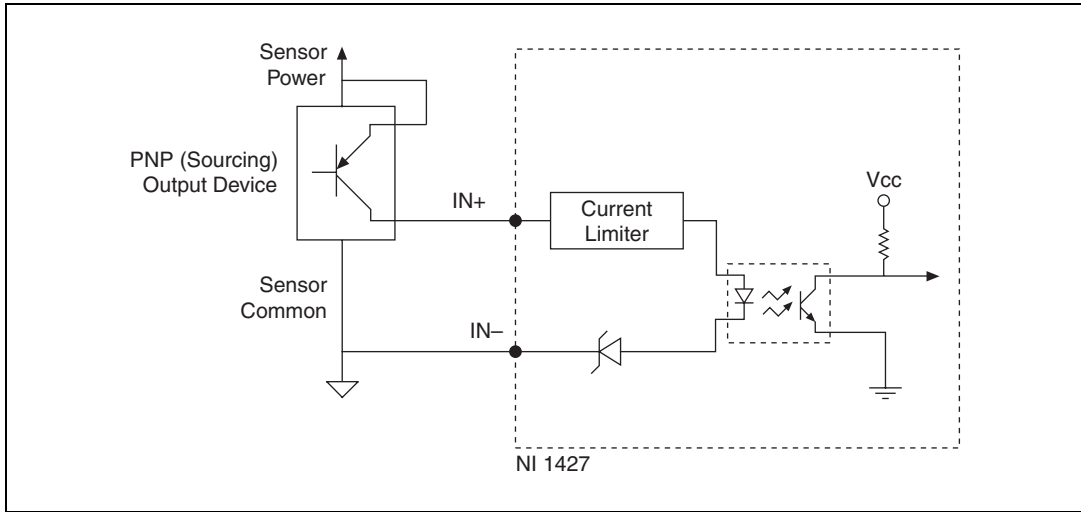 Sensor
Power
PNP (Sourcing)
Output Device
IN+
Current
Limiter
Vcc
Sensor
Common
IN–
NI 1427